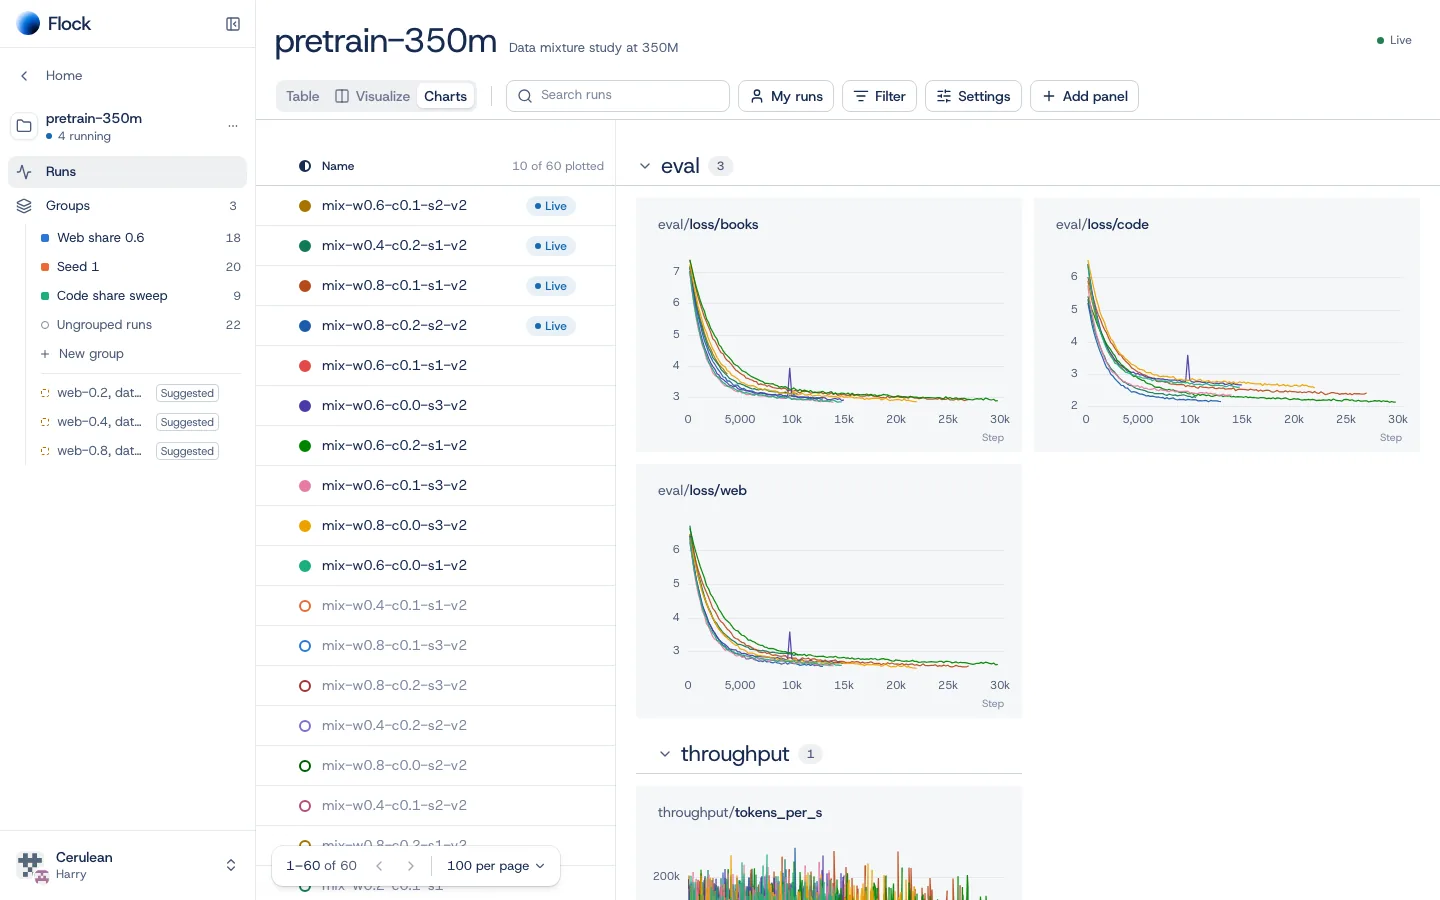 Flock
Home
pretrain-350m
4 running
Runs
Groups 3
Web share 0.6 18
Seed 1 20
Code share sweep 9
Ungrouped runs 22
New group
web-0.2, dat... Suggested
web-0.4, dat... Suggested
web-0.8, dat... Suggested
Cerulean
Harry
pretrain-350m Data mixture study at 350M
Live
Table Visualize Charts Search runs My runs Filter Settings Add panel
Name 10 of 60 plotted
mix-w0.6-c0.1-s2-v2 Live
mix-w0.4-c0.2-s1-v2 Live
mix-w0.8-c0.1-s1-v2 Live
mix-w0.8-c0.2-s2-v2 Live
mix-w0.6-c0.1-s1-v2
mix-w0.6-c0.0-s3-v2
mix-w0.6-c0.2-s1-v2
mix-w0.6-c0.1-s3-v2
mix-w0.8-c0.0-s3-v2
mix-w0.6-c0.0-s1-v2
mix-w0.4-c0.1-s1-v2
mix-w0.8-c0.1-s3-v2
mix-w0.8-c0.2-s3-v2
mix-w0.4-c0.2-s2-v2
mix-w0.8-c0.0-s2-v2
mix-w0.4-c0.1-s2-v2
1-60 of 60 100 per page
eval 3
eval/loss/books
7
6
5
4
3
0 5,000 10k 15k 20k 25k 30k
Step
eval/loss/code
6
5
4
3
2
0 5,000 10k 15k 20k 25k 30k
Step
eval/loss/web
6
5
4
3
0 5,000 10k 15k 20k 25k 30k
Step
throughput 1
throughput/tokens_per_s
200k